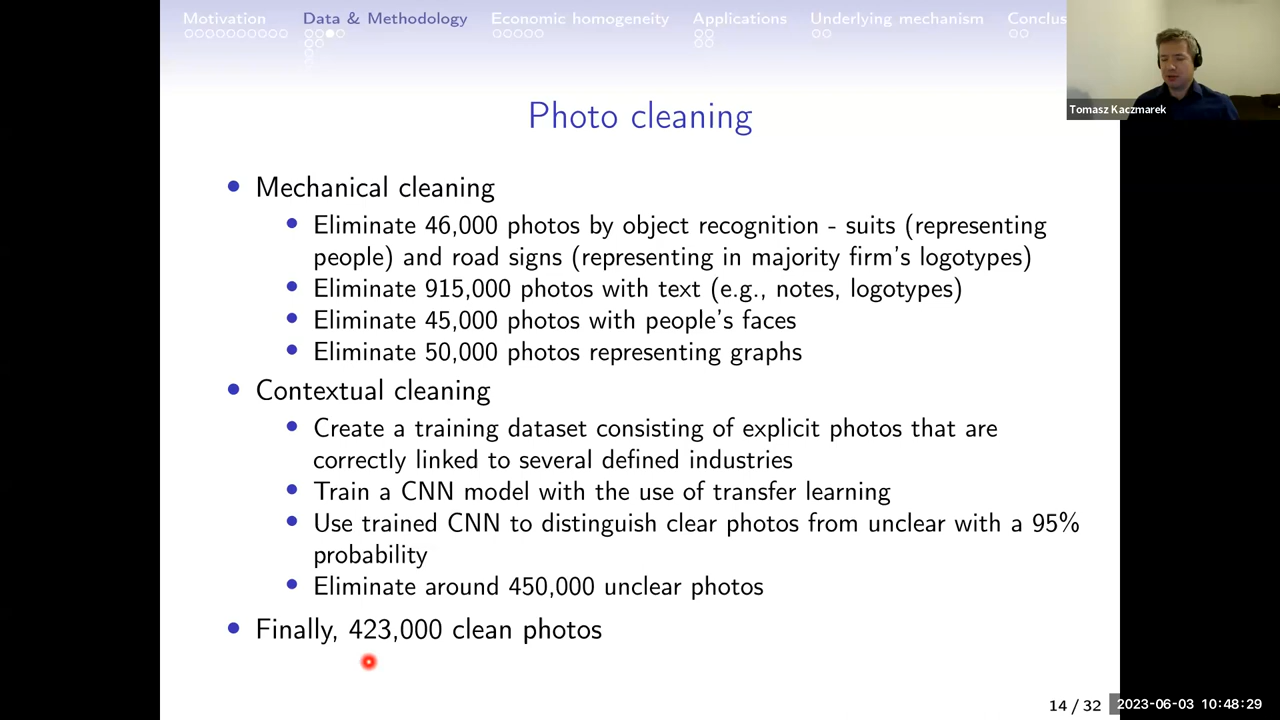 Motivation Data & Methodology Economic homogeneity Applications Underlying mechanism Conclus
Tomasz Kaczmarek
Photo cleaning
Mechanical cleaning
Eliminate 46,000 photos by object recognition - suits (representing
people) and road signs (representing in majority firm's logotypes)
Eliminate 915,000 photos with text (e.g., notes, logotypes)
Eliminate 45,000 photos with people's faces
Eliminate 50,000 photos representing graphs
Contextual cleaning
Create a training dataset consisting of explicit photos that are
correctly linked to several defined industries
Train a CNN model with the use of transfer learning
Use trained CNN to distinguish clear photos from unclear with a 95%
probability
Eliminate around 450,000 unclear photos
Finally, 423,000 clean photos
14 / 32
2023-06-03 10:48:29